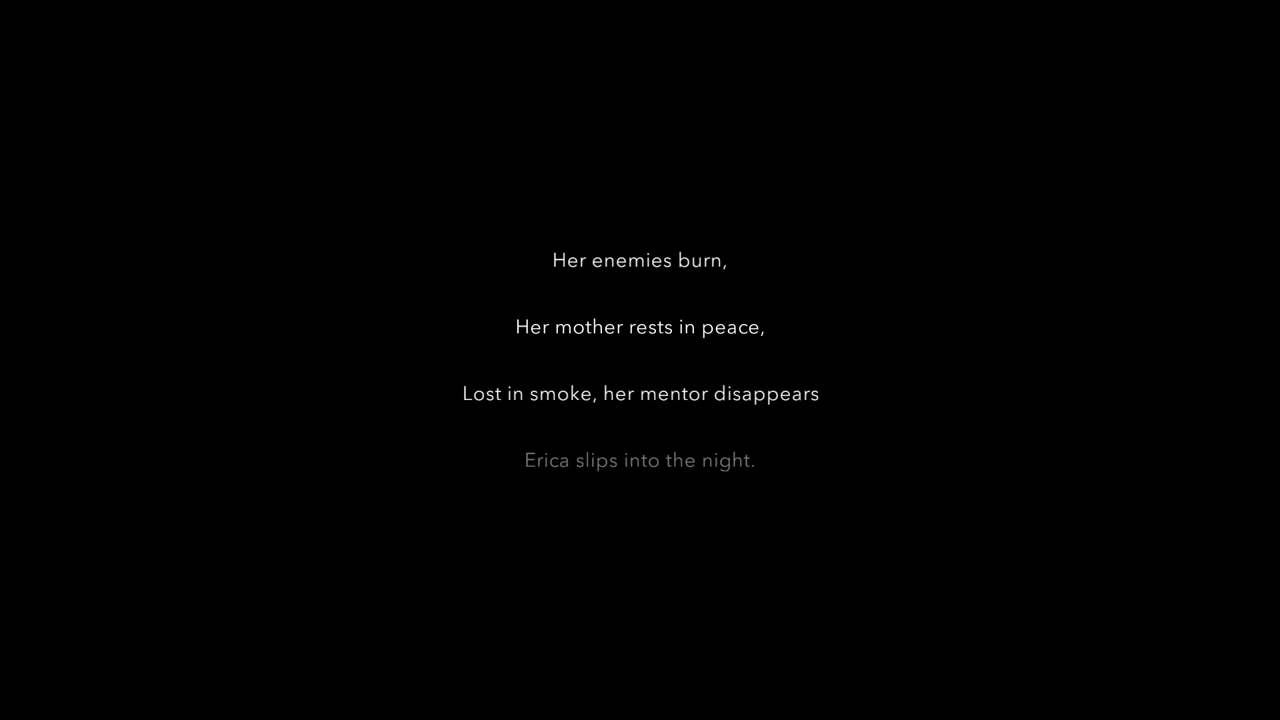 Her enemies burn,
Her mother rests in peace,
Lost in smoke, her mentor disappears
Erica slips into the night.